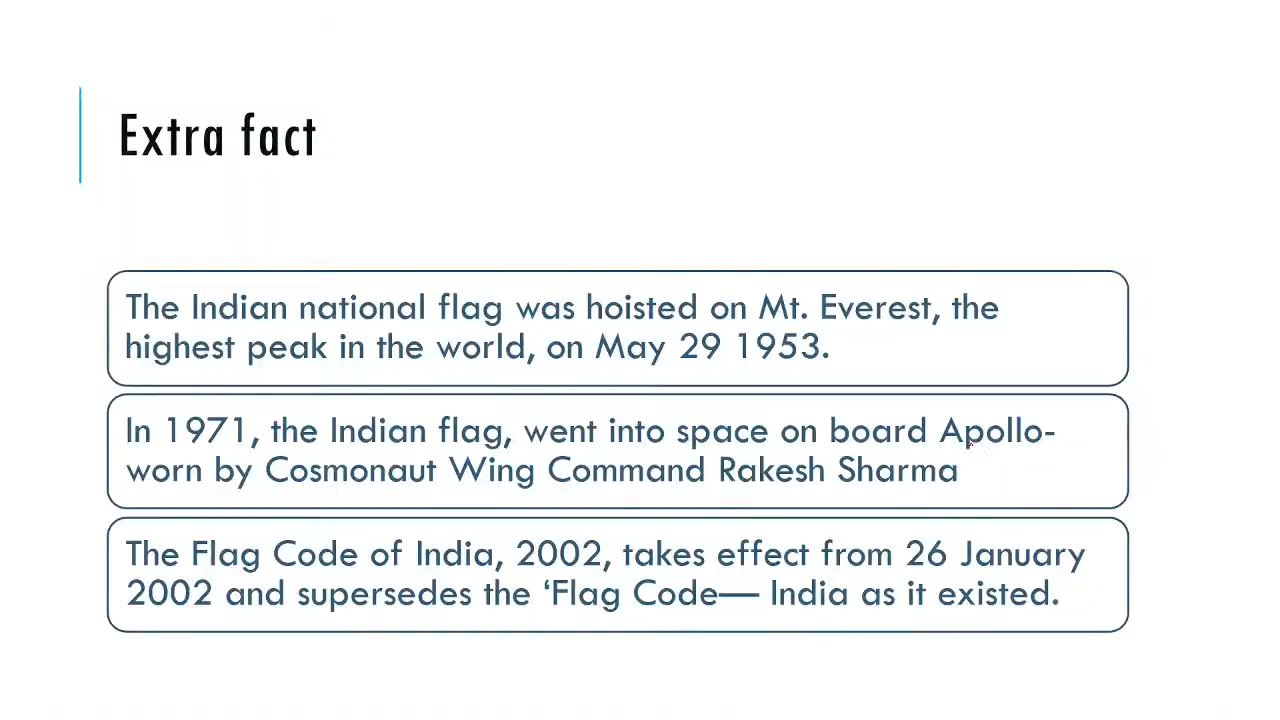 Extra fact
The Indian national flag was hoisted on Mt. Everest, the
highest peak in the world, on May 29 1953.
In 1971, the Indian flag, went into space on board Apollo-
worn by Cosmonaut Wing Command Rakesh Sharma
The Flag Code of India, 2002, takes effect from 26 January
2002 and supersedes the ‘Flag Code— India as it existed.